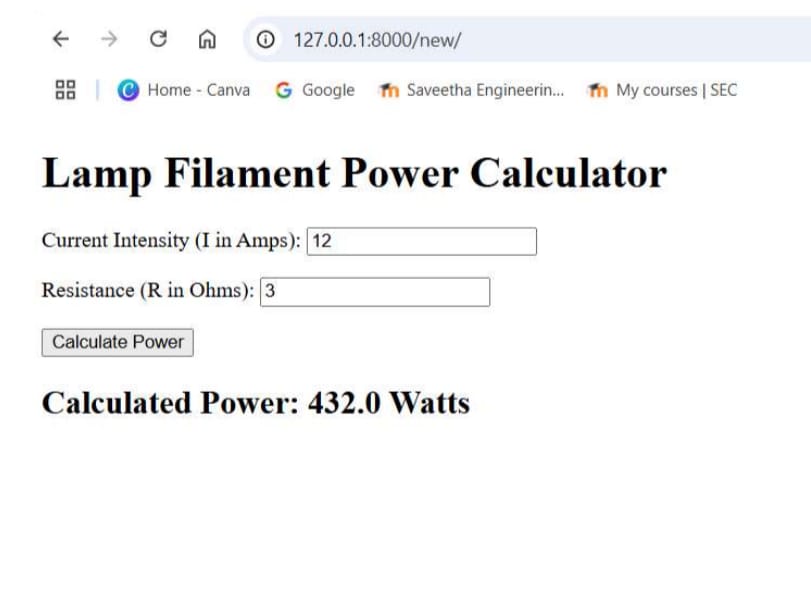 127.0.0.1:8000/new/
Home - Canva Google Saveetha Engineerin... My courses | SEC
Lamp Filament Power Calculator
Current Intensity (I in Amps): 12
Resistance (R in Ohms): 3
Calculate Power
Calculated Power: 432.0 Watts